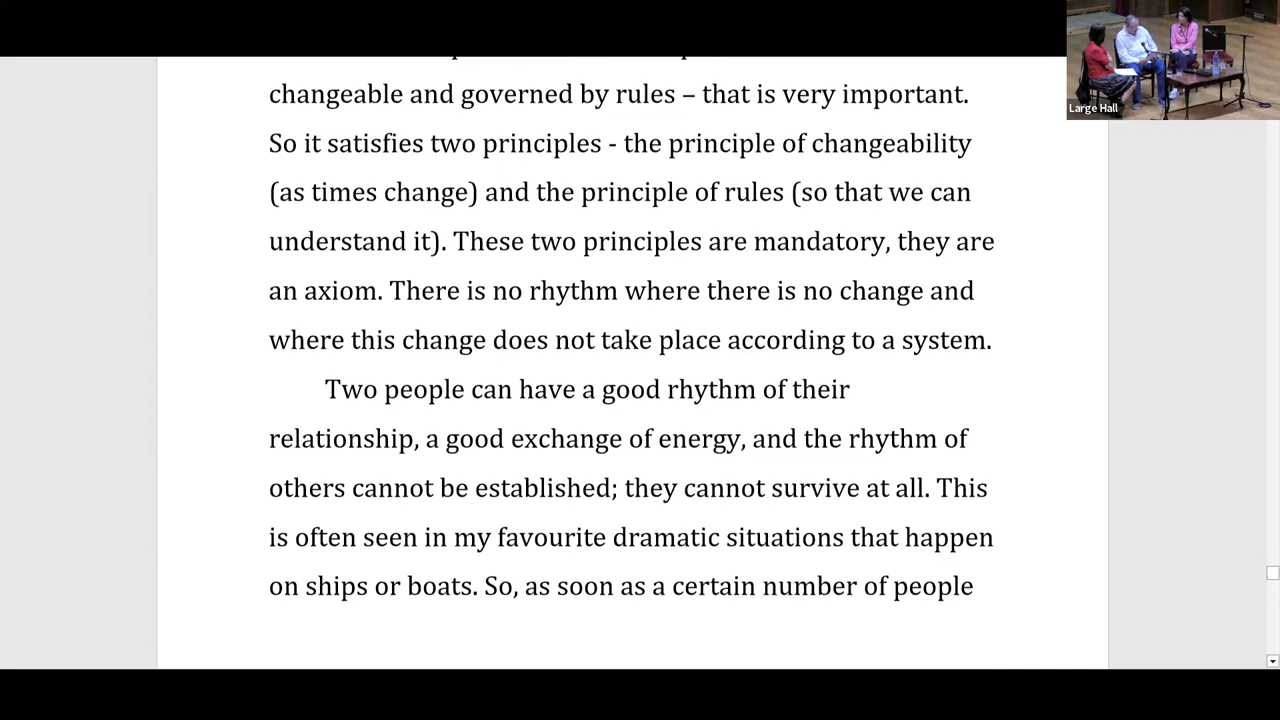 changeable and governed by rules – that is very important.
So it satisfies two principles - the principle of changeability
(as times change) and the principle of rules (so that we can
understand it). These two principles are mandatory, they are
an axiom. There is no rhythm where there is no change and
where this change does not take place according to a system.
Two people can have a good rhythm of their
relationship, a good exchange of energy, and the rhythm of
others cannot be established; they cannot survive at all. This
is often seen in my favourite dramatic situations that happen
on ships or boats. So, as soon as a certain number of people
Large Hall